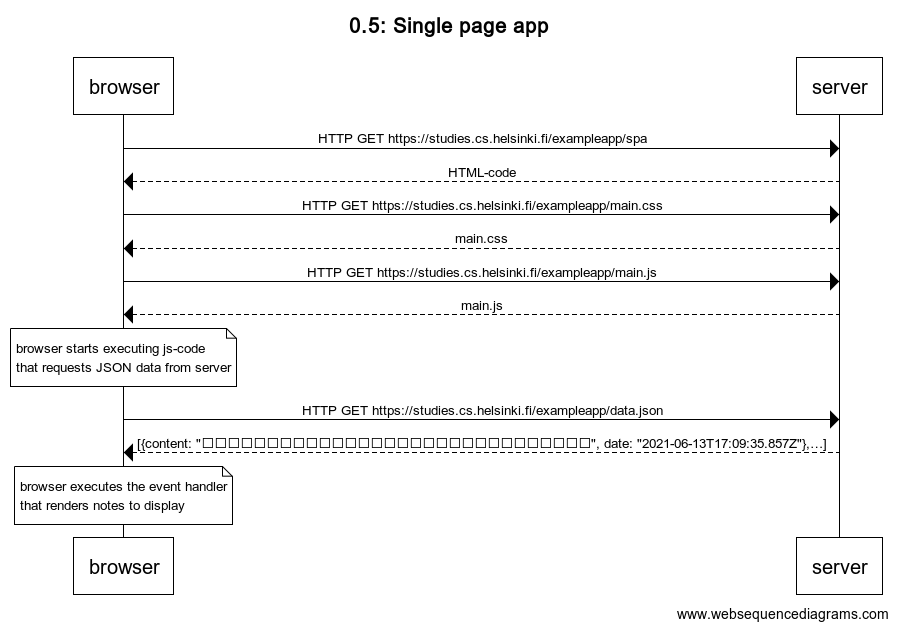 0.5: Single page app
browser
server
HTTP GET https://studies.cs.helsinki.fi/exampleapp/spa
HTML-code
HTTP GET https://studies.cs.helsinki.fi/exampleapp/main.css
main.css
HTTP GET https://studies.cs.helsinki.fi/exampleapp/main.js
main.js
browser starts executing js-code
that requests JSON data from server
HTTP GET https://studies.cs.helsinki.fi/exampleapp/data.json
[{content: "□□□□□□□□□□□□□□□□□□□□□□□□□□□□□□", date: "2021-06-13T17:09:35.857Z"},…]
browser executes the event handler
that renders notes to display
browser
server
www.websequencediagrams.com